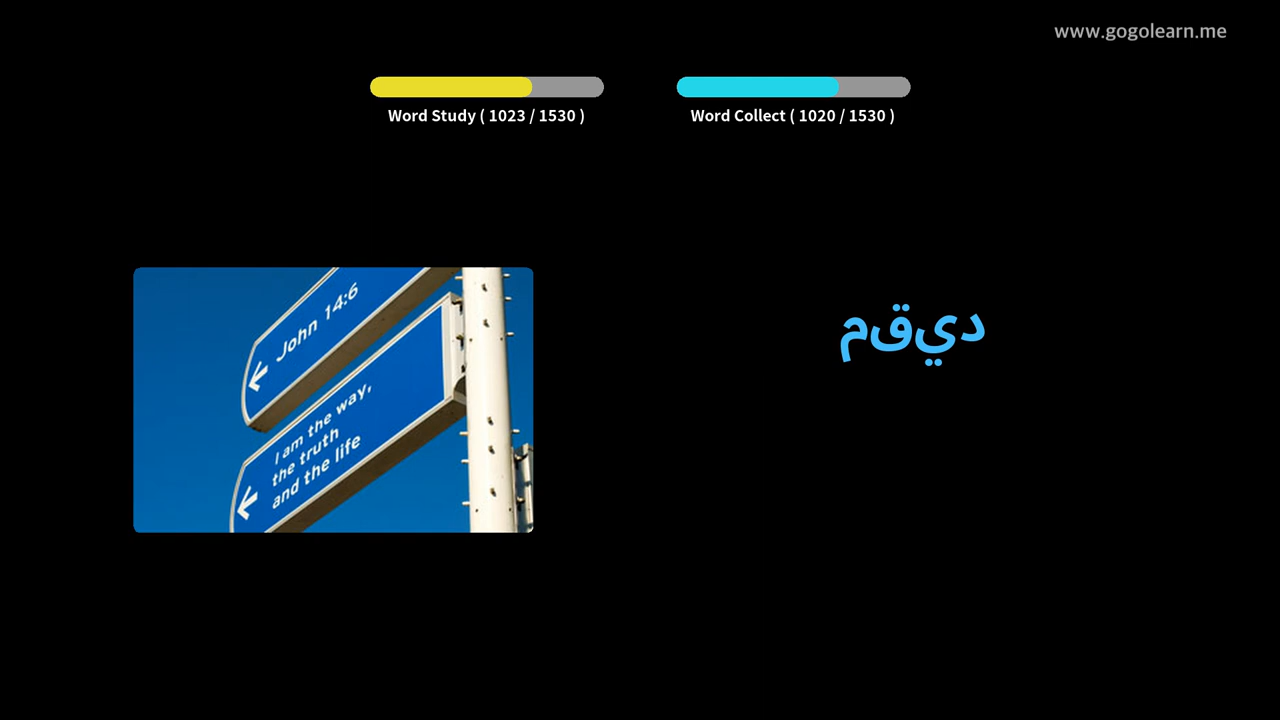 www.gogolearn.me
Word Study ( 1023 / 1530 )
Word Collect ( 1020 / 1530 )
John 14:6
I am the way,
the truth
and the life
ديقم